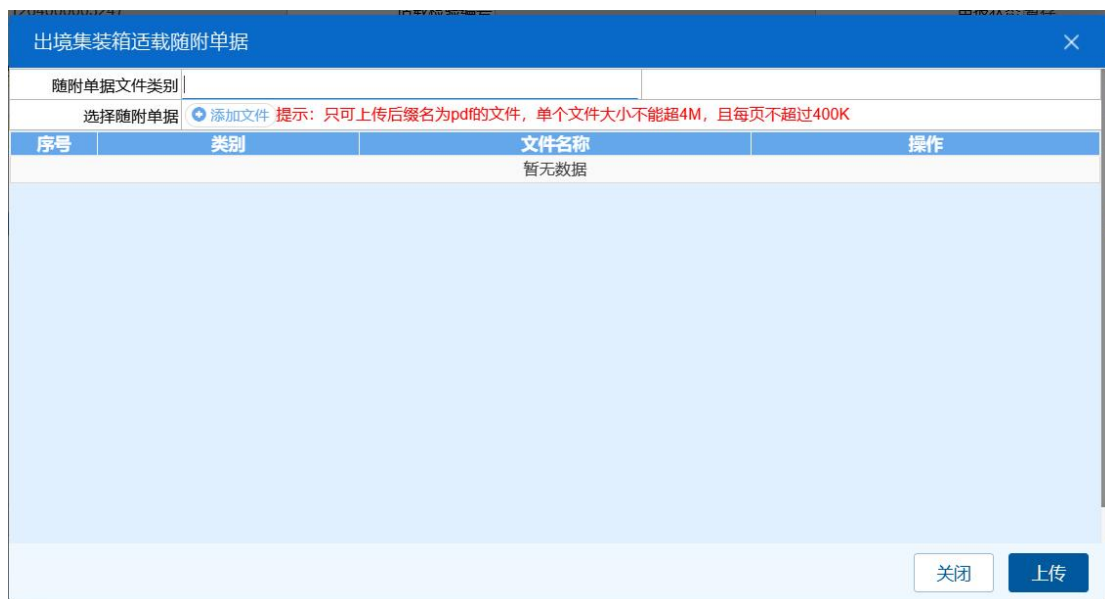 出境集装箱适载随附单据
随附单据文件类别
选择随附单据 添加文件 提示：只可上传后缀名为pdf的文件，单个文件大小不能超4M，且每页不超过400K
序号 类别 文件名称 操作
暂无数据
关闭 上传